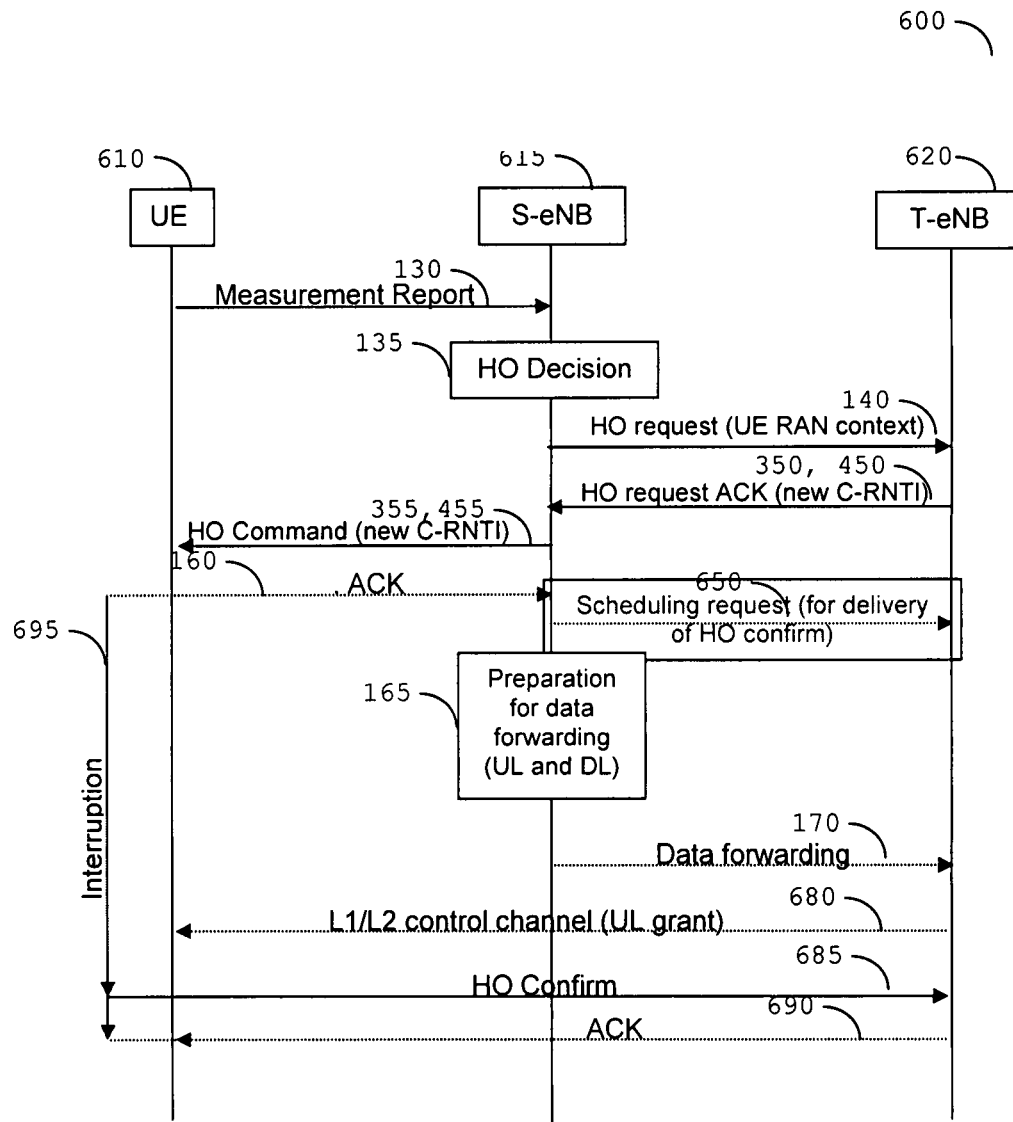 600
610
615
620
UE
S-eNB
T-eNB
130
Measurement Report
135
HO Decision
140
HO request (UE RAN context)
350, 450
HO request ACK (new C-RNTI)
355, 455
HO Command (new C-RNTI)
160
. ACK
650
Scheduling request (for delivery
of HO confirm)
695
165
Preparation
for data
forwarding
(UL and DL)
Interruption
170
Data forwarding
680
L1/L2 control channel (UL grant)
685
HO Confirm
690
ACK